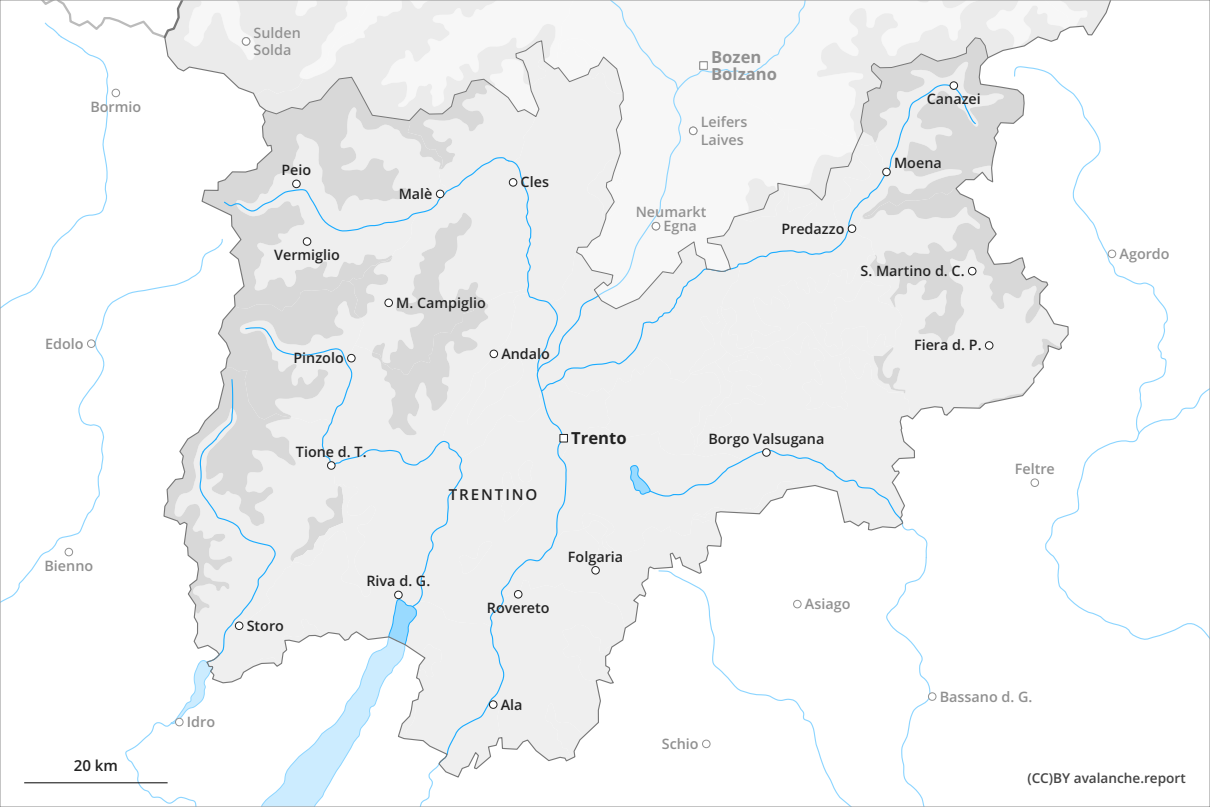 Sulden
Solda
Bozen
Bolzano
Canazei
Bormio
Leifers
Laives
Moena
Peio
Malè
Cles
Neumarkt
Egna
Predazzo
Vermiglio
Agordo
S. Martino d. C.
M. Campiglio
Edolo
Fiera d. P.
Pinzolo
Andalo
Trento
Borgo Valsugana
Tione d. T.
Feltre
TRENTINO
Bienno
Folgaria
Riva d. G.
Rovereto
Asiago
Storo
Bassano d. G.
Ala
Idro
Schio
20 km
(CC)BY avalanche.report